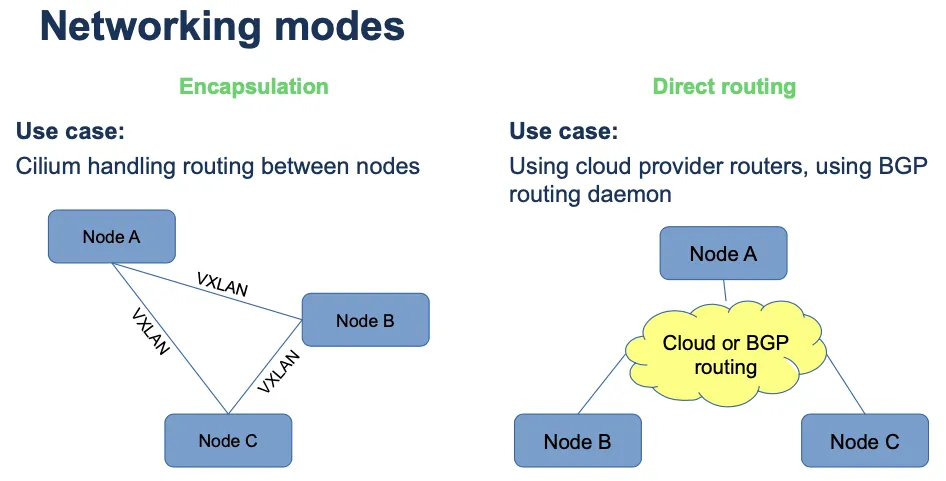 Networking modes
Encapsulation
Use case:
Cilium handling routing between nodes
Node A
VXLAN
VXLAN
Node B
VXLAN
Node C
Direct routing
Use case:
Using cloud provider routers, using BGP
routing daemon
Node A
Cloud or BGP
routing
Node B
Node C